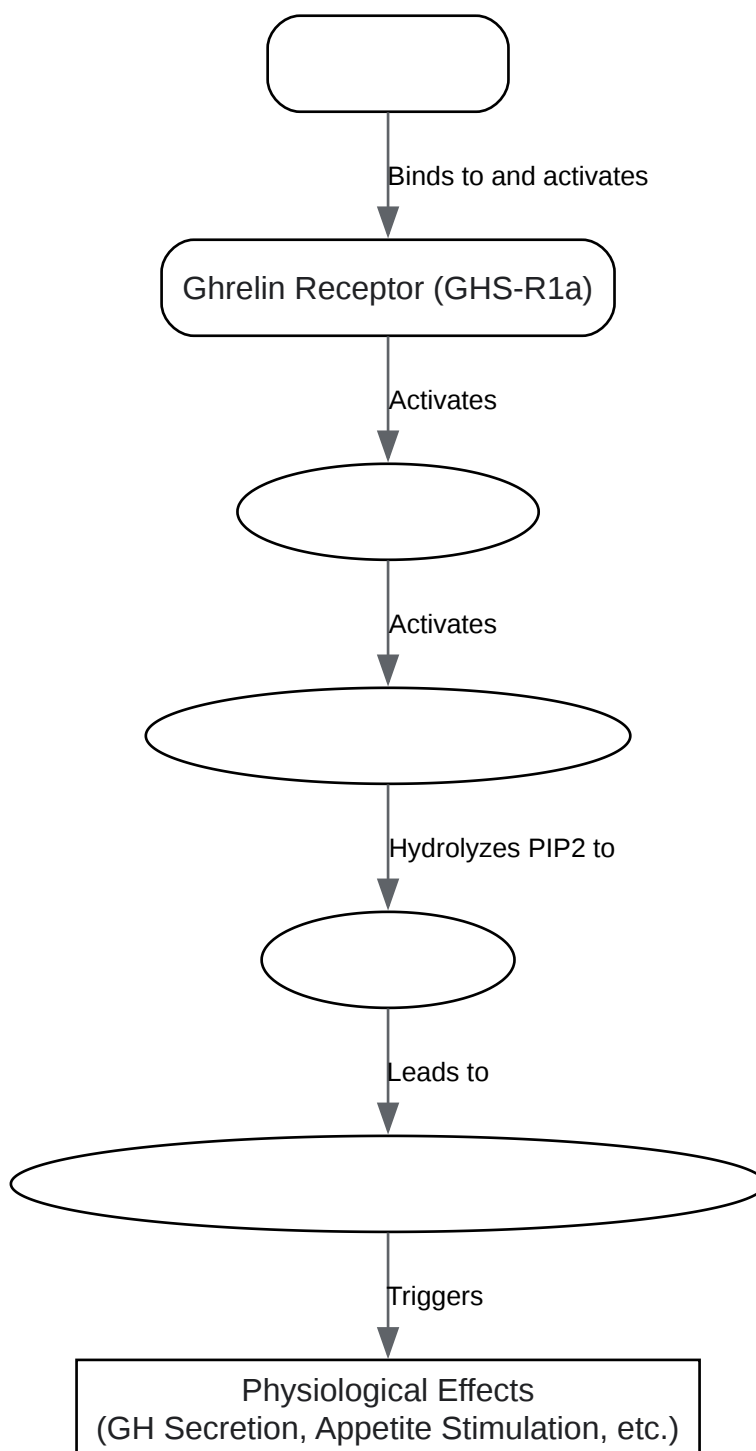 Binds to and activates
Ghrelin Receptor (GHS-R1a)
Activates
Activates
Hydrolyzes PIP2 to
Leads to
Triggers
Physiological Effects
(GH Secretion, Appetite Stimulation, etc.)